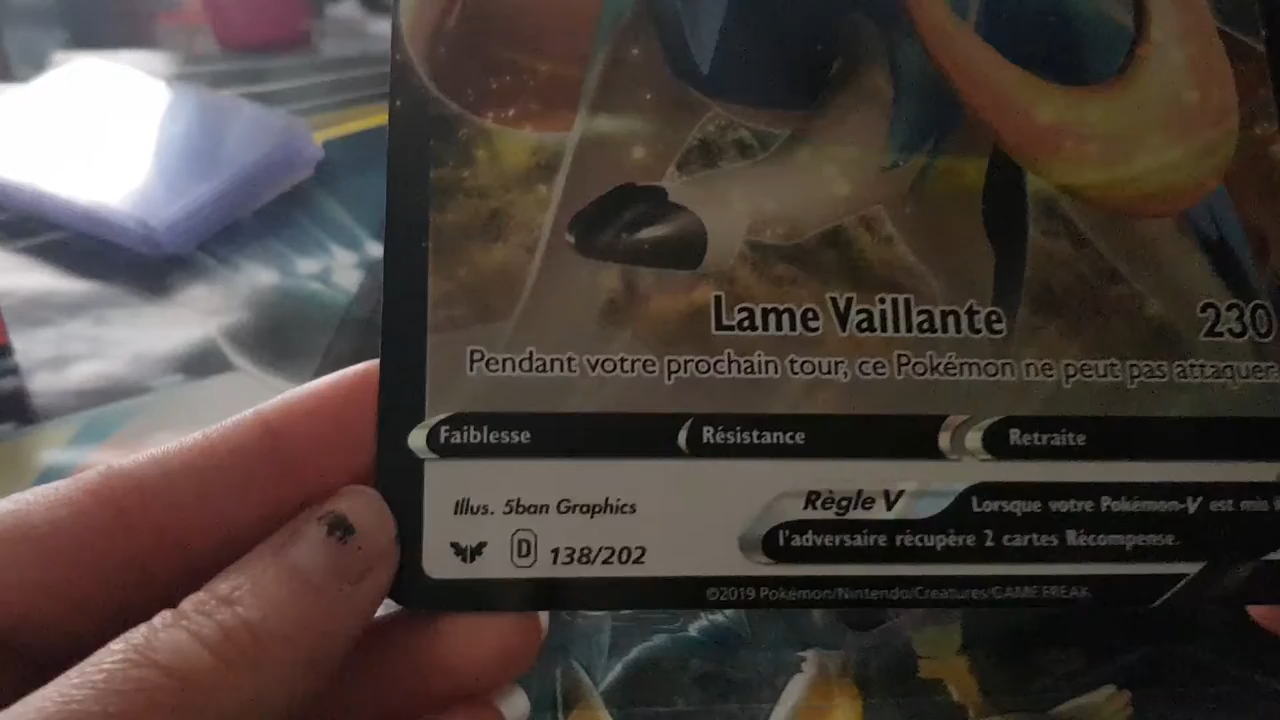 Lame Vaillante 230
Pendant votre prochain tour, ce Pokémon ne peut pas attaquer.
Faiblesse Résistance Retraite
Illus. 5ban Graphics
Règle V Lorsque votre Pokémon-V est mis
l'adversaire récupère 2 cartes Récompense.
D 138/202
©2019 Pokémon/Nintendo/Creatures/GAME FREAK